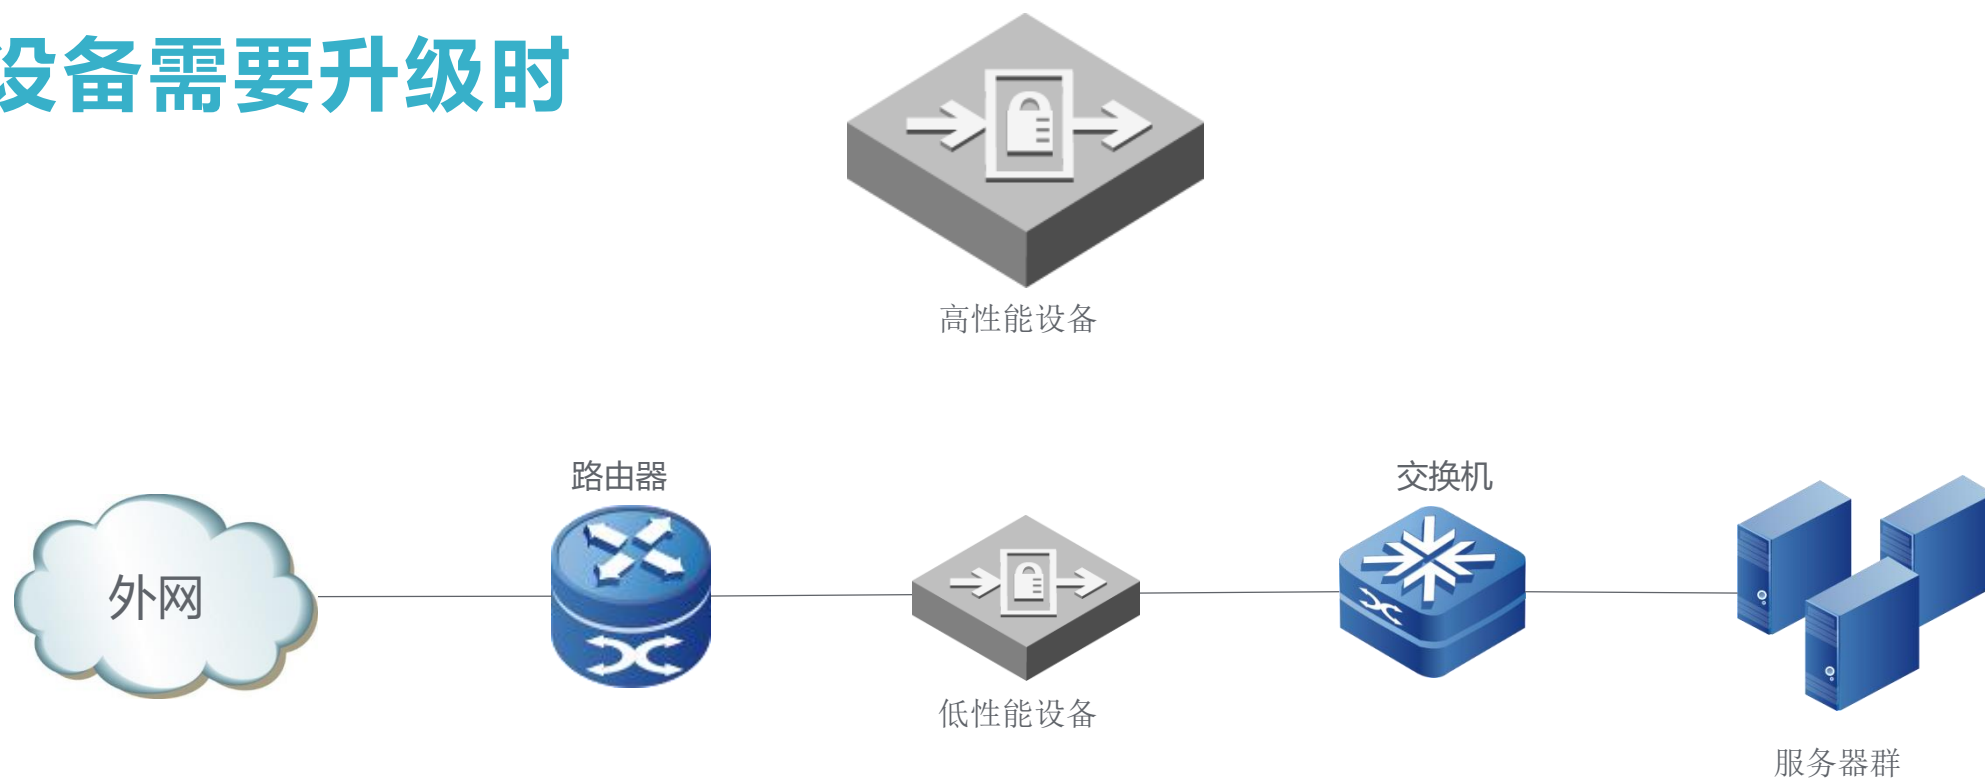 设备需要升级时
高性能设备
路由器
交换机
外网
低性能设备
服务器群